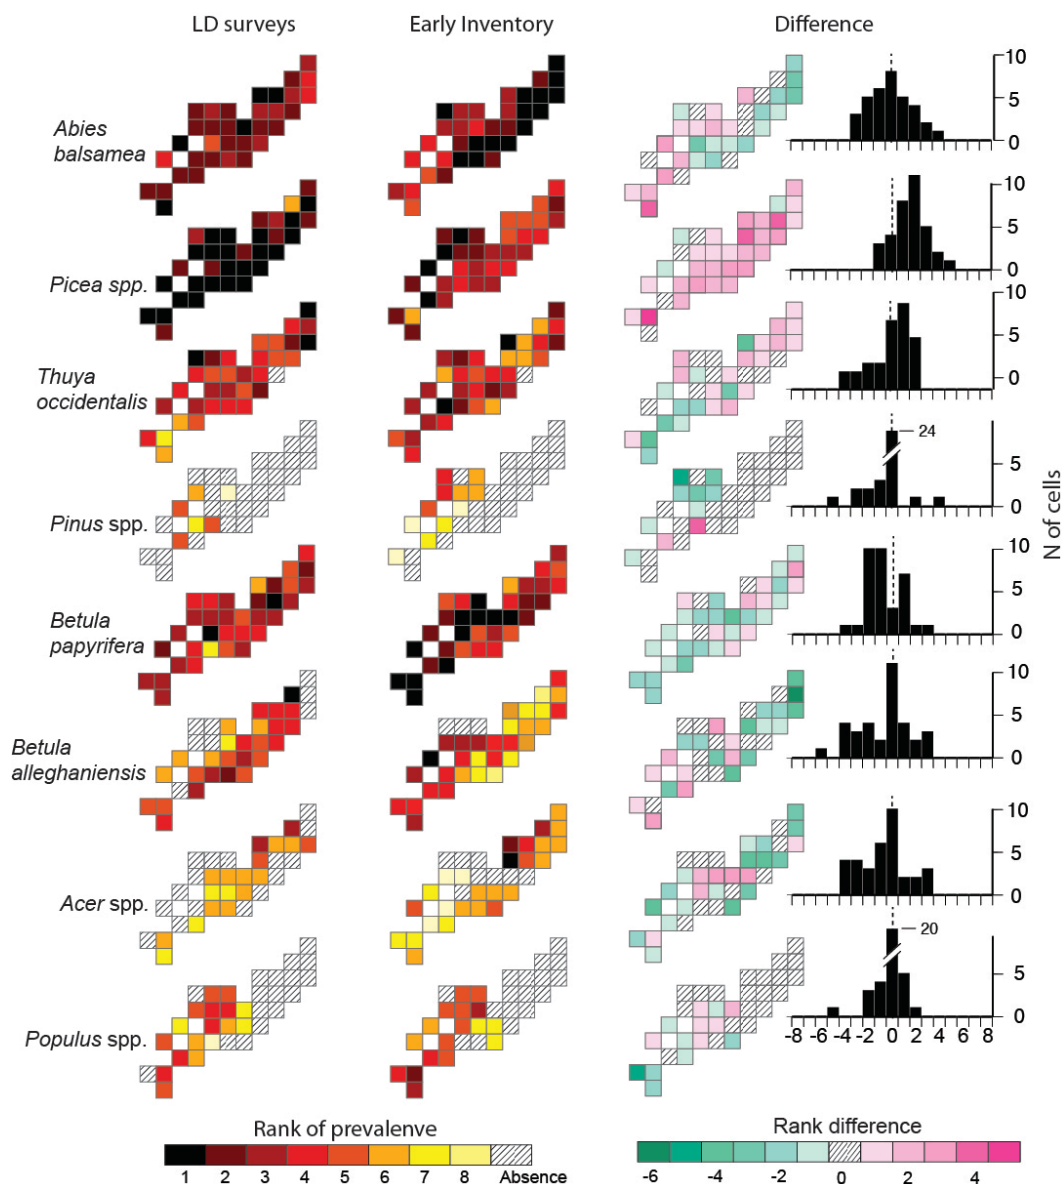 LD surveys Early Inventory Difference
Abies
balsamea
10
5
0
Picea spp.
10
5
0
Thuya
occidentalis
10
5
0
Pinus spp.
24
5
0
N of cells
Betula
papyrifera
10
5
0
Betula
alleghaniensis
10
5
0
Acer spp.
10
5
0
Populus spp.
20
5
0
-8 -6 -4 -2 0 2 4 6 8
Rank of prevalenve
1 2 3 4 5 6 7 8 Absence
Rank difference
-6 -4 -2 0 2 4